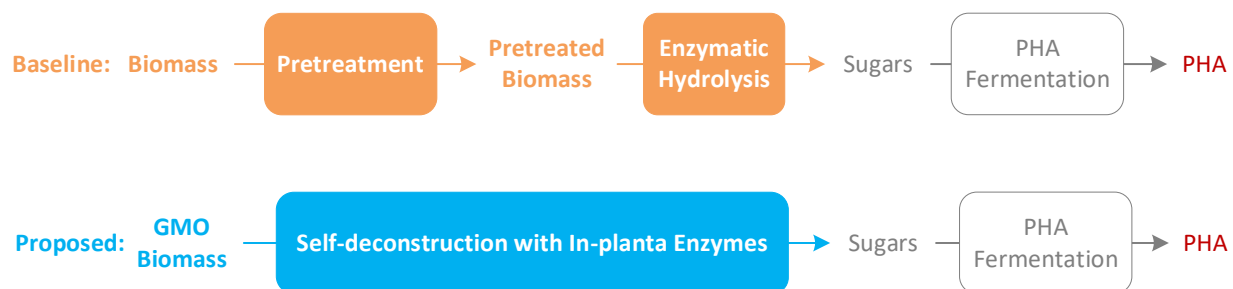 Baseline: Biomass
Pretreatment
Pretreated
Biomass
Enzymatic
Hydrolysis
Sugars
PHA
Fermentation
PHA
Proposed:
GMO
Biomass
Self-deconstruction with In-planta Enzymes
Sugars
PHA
Fermentation
PHA